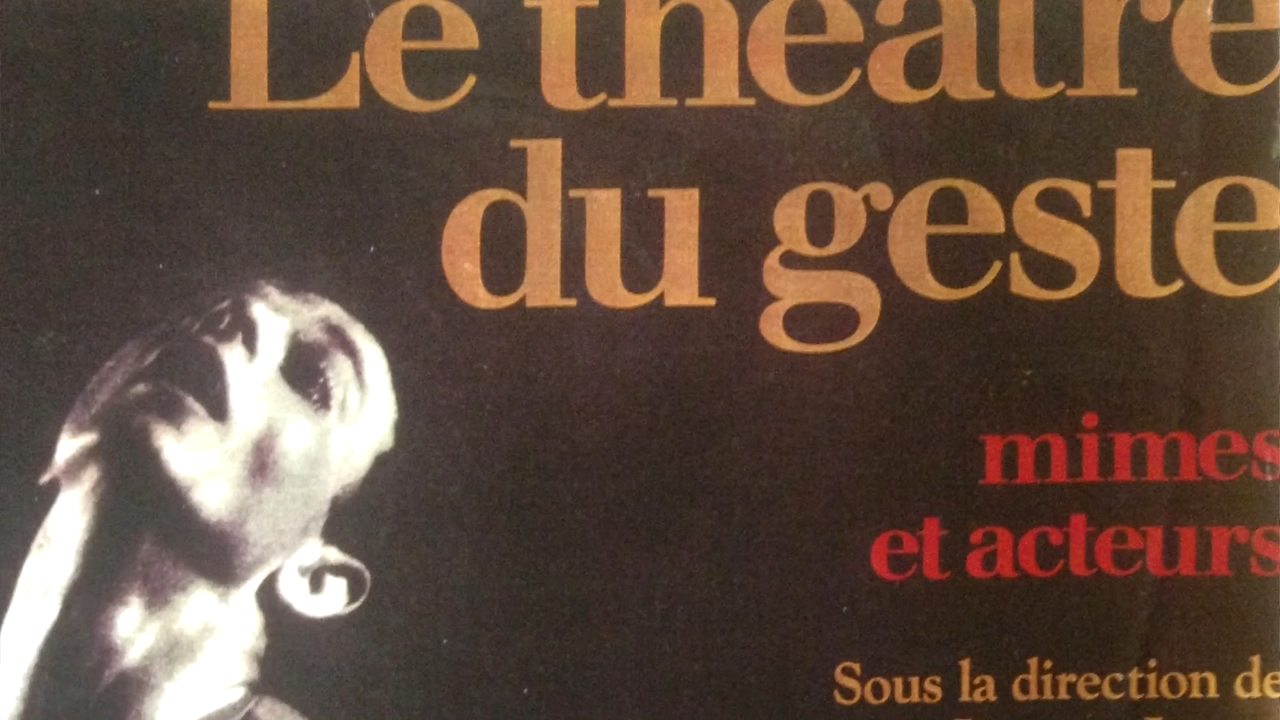 Le théâtre
du geste
mimes
et acteurs
Sous la direction de